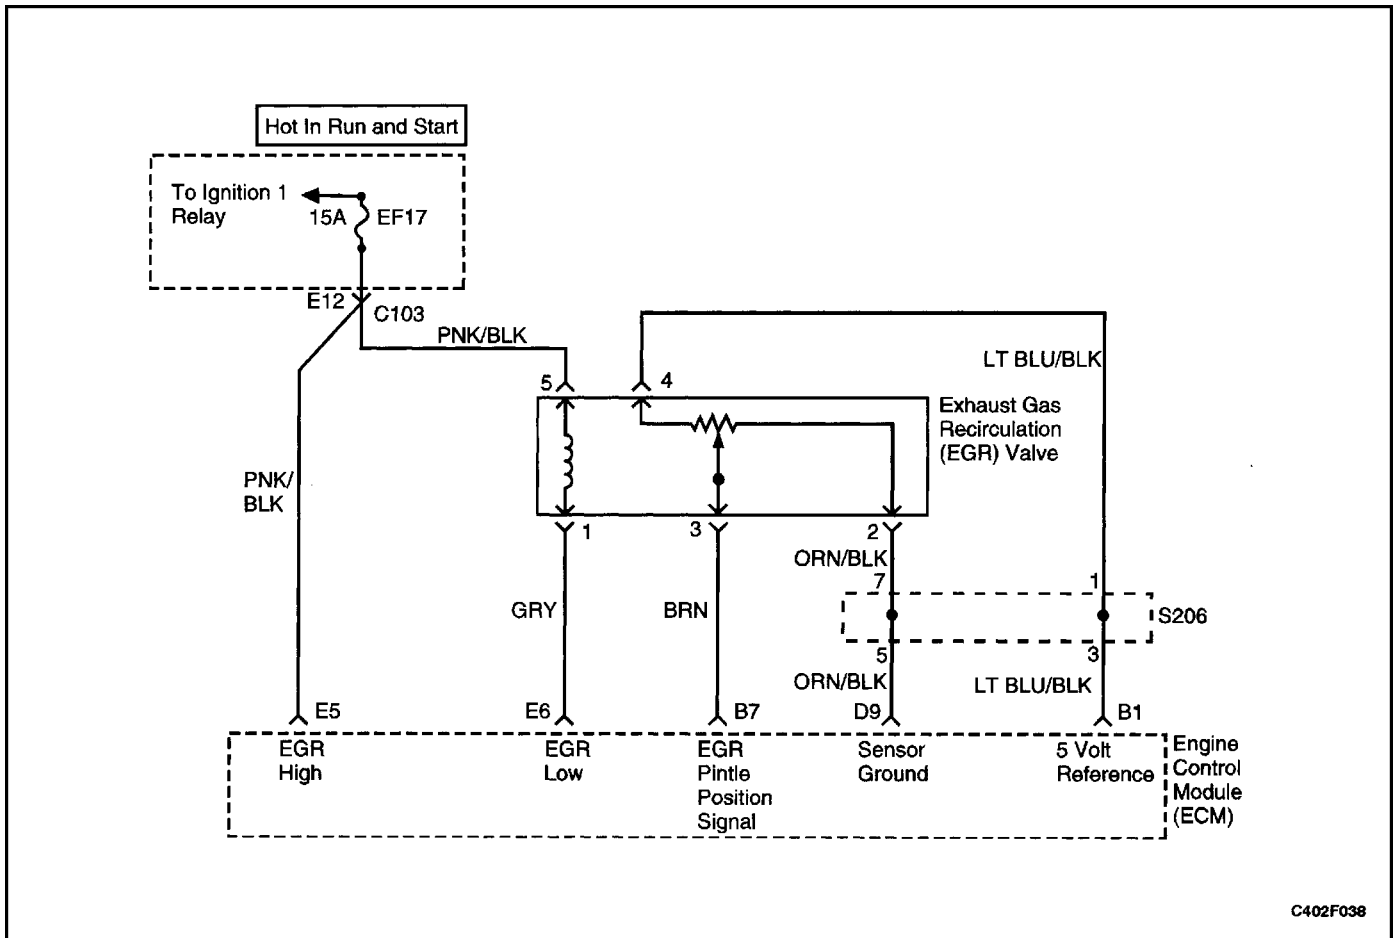 Hot In Run and Start
To Ignition 1
Relay
15A
EF17
E12
C103
PNK/BLK
5
4
LT BLU/BLK
Exhaust Gas
Recirculation
(EGR) Valve
PNK/
BLK
1
3
2
ORN/BLK
7
1
GRY
BRN
S206
5
3
ORN/BLK
LT BLU/BLK
E5
E6
B7
D9
B1
EGR
High
EGR
Low
EGR
Pintle
Position
Signal
Sensor
Ground
5 Volt
Reference
Engine
Control
Module
(ECM)
C402F038